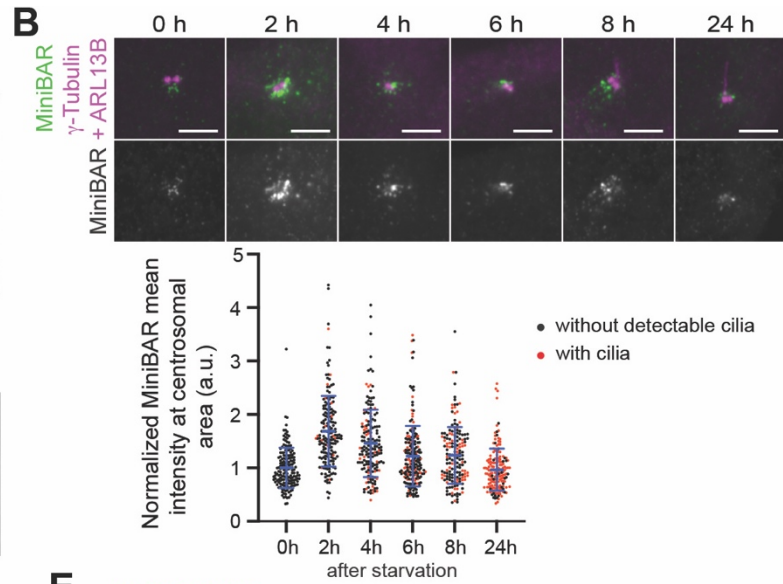 B
0 h 2 h 4 h 6 h 8 h 24 h
MiniBAR
γ-Tubulin
+ ARL13B
MiniBAR
Normalized MiniBAR mean
intensity at centrosomal
area (a.u.)
5
4
3
2
1
0
without detectable cilia
with cilia
0h 2h 4h 6h 8h 24h
after starvation